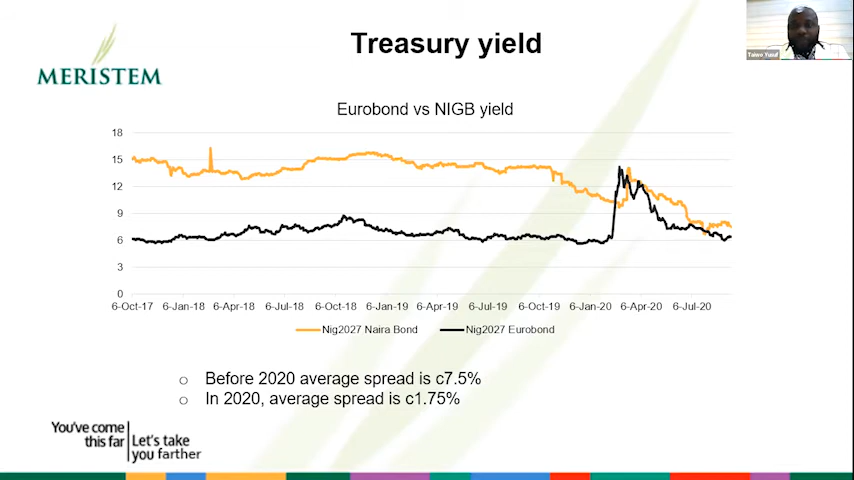 Treasury yield
MERISTEM
Taiwo Yusuf
Eurobond vs NIGB yield
18
15
12
9
6
3
0
6-Oct-17 6-Jan-18 6-Apr-18 6-Jul-18 6-Oct-18 6-Jan-19 6-Apr-19 6-Jul-19 6-Oct-19 6-Jan-20 6-Apr-20 6-Jul-20
Nig2027 Naira Bond Nig2027 Eurobond
○ Before 2020 average spread is c7.5%
○ In 2020, average spread is c1.75%
You've come
this far
Let's take
you farther